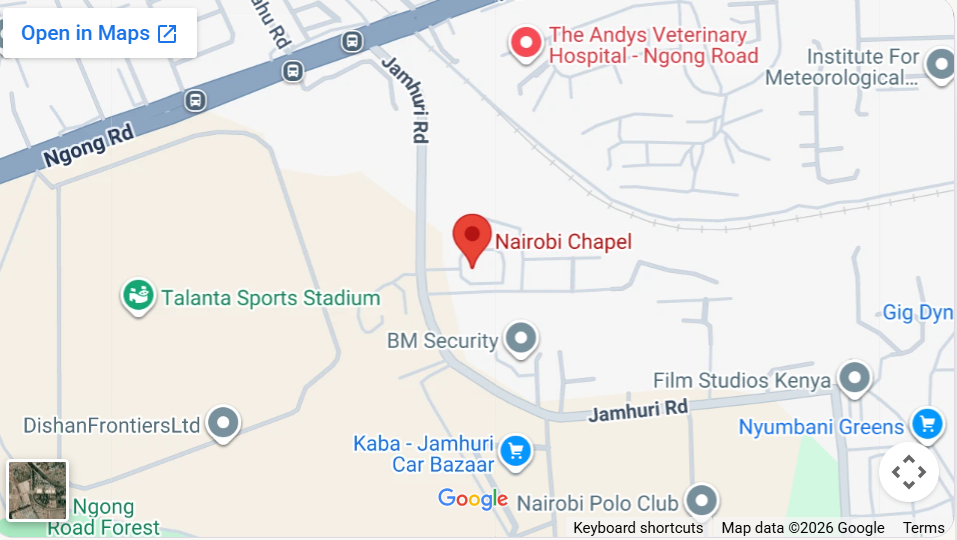 Open in Maps
ahu Rd
The Andys Veterinary
Hospital - Ngong Road
Institute For
Meteorological...
Jamhuri Rd
Ngong Rd
Nairobi Chapel
Talanta Sports Stadium
Gig Dyn
BM Security
Film Studios Kenya
Jamhuri Rd
DishanFrontiersLtd
Nyumbani Greens
Kaba - Jamhuri
Car Bazaar
Google
Nairobi Polo Club
Ngong
Road Forest
Keyboard shortcuts
Map data ©2026 Google
Terms